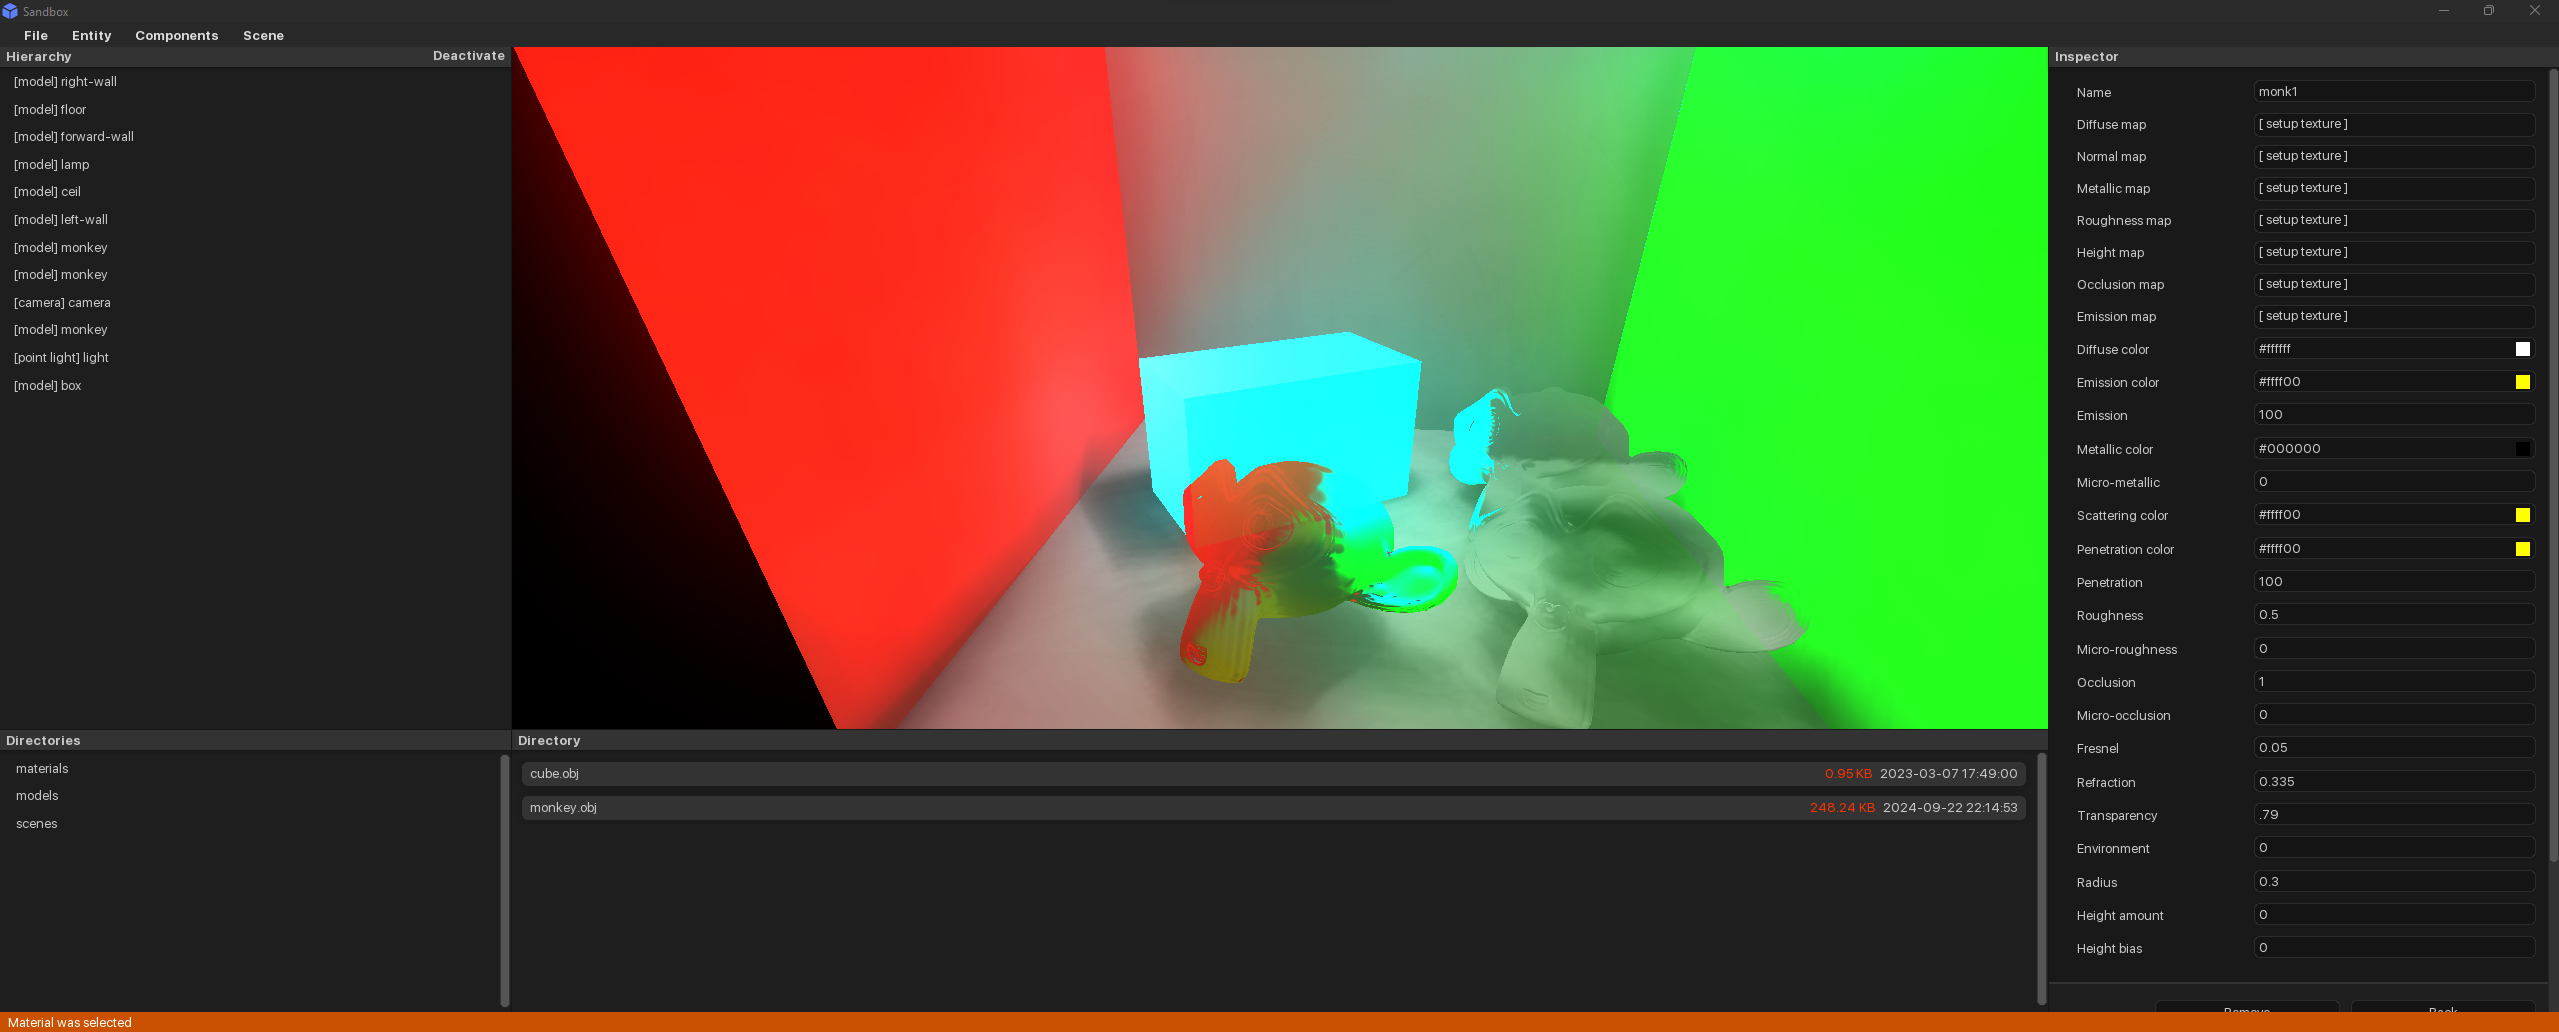 Sandbox
File Entity Components Scene
Hierarchy Deactivate
[model] right-wall
[model] floor
[model] forward-wall
[model] lamp
[model] ceil
[model] left-wall
[model] monkey
[model] monkey
[camera] camera
[model] monkey
[point light] light
[model] box
Directories
materials
models
scenes
Directory
cube.obj 0.95 KB 2023-03-07 17:49:00
monkey.obj 248.24 KB 2024-09-22 22:14:53
Inspector
Name monk1
Diffuse map [ setup texture ]
Normal map [ setup texture ]
Metallic map [ setup texture ]
Roughness map [ setup texture ]
Height map [ setup texture ]
Occlusion map [ setup texture ]
Emission map [ setup texture ]
Diffuse color #ffffff
Emission color #ffff00
Emission 100
Metallic color #000000
Micro-metallic 0
Scattering color #ffff00
Penetration color #ffff00
Penetration 100
Roughness 0.5
Micro-roughness 0
Occlusion 1
Micro-occlusion 0
Fresnel 0.05
Refraction 0.335
Transparency .79
Environment 0
Radius 0.3
Height amount 0
Height bias 0
Remove Back
Material was selected